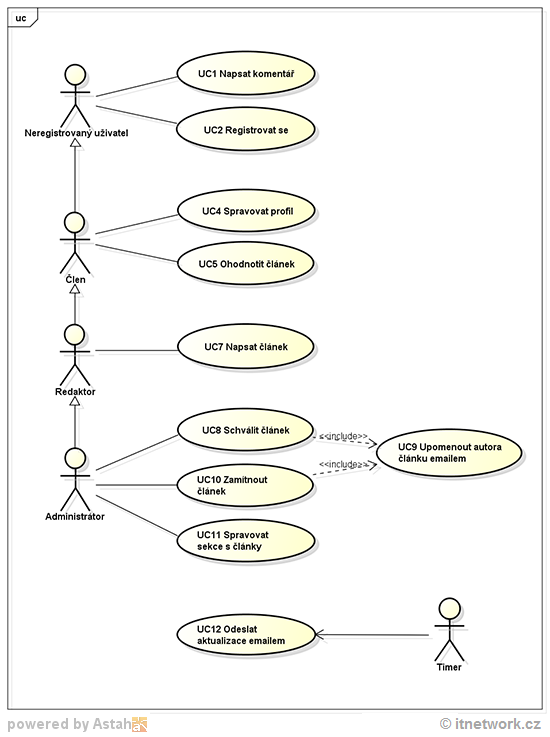 uc
UC1 Napsat komentář
UC2 Registrovat se
Neregistrovaný uživatel
UC4 Spravovat profil
UC5 Ohodnotit článek
Člen
UC7 Napsat článek
Redaktor
UC8 Schválit článek
<<include>>
UC9 Upomenout autora
článku emailem
<<include>>
UC10 Zamítnout
článek
Administrátor
UC11 Spravovat
sekce s články
UC12 Odeslat
aktualizace emailem
Timer
powered by Astah
© itnetwork.cz